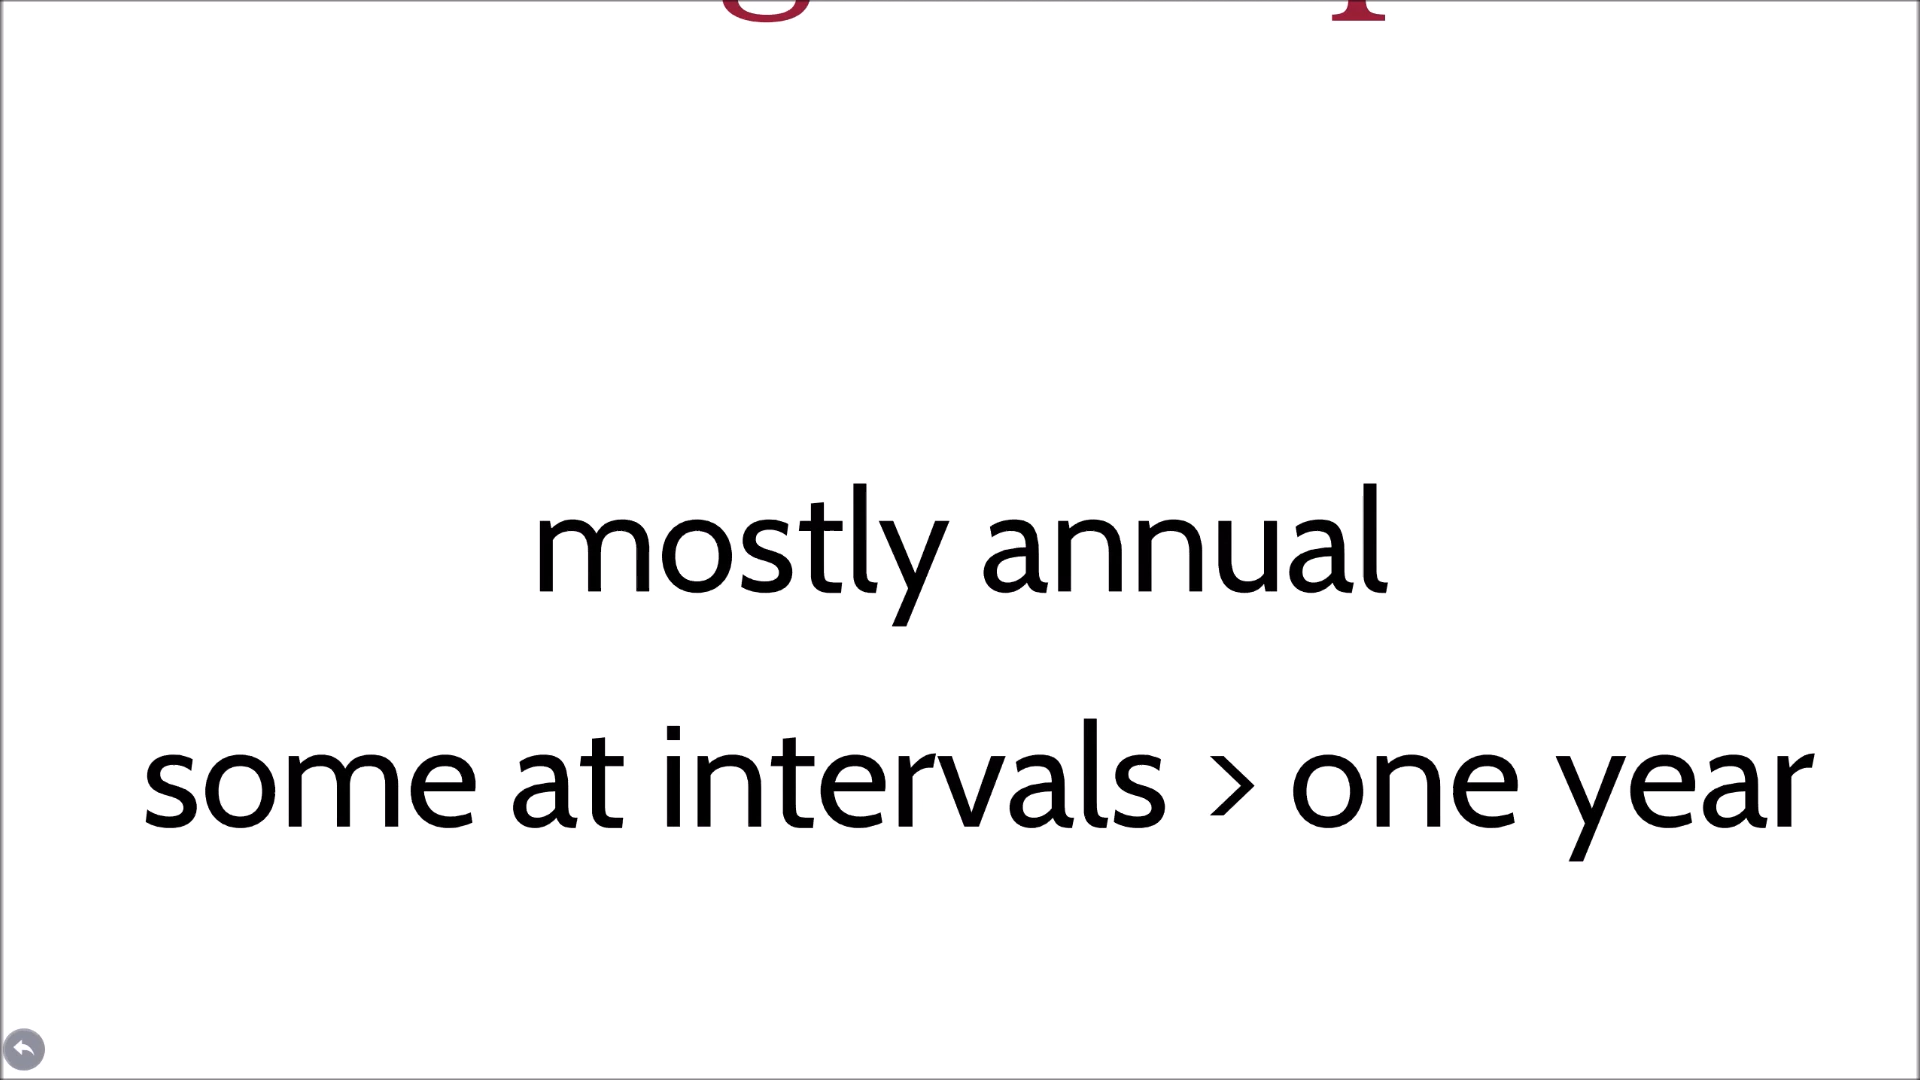 mostly annual
some at intervals > one year